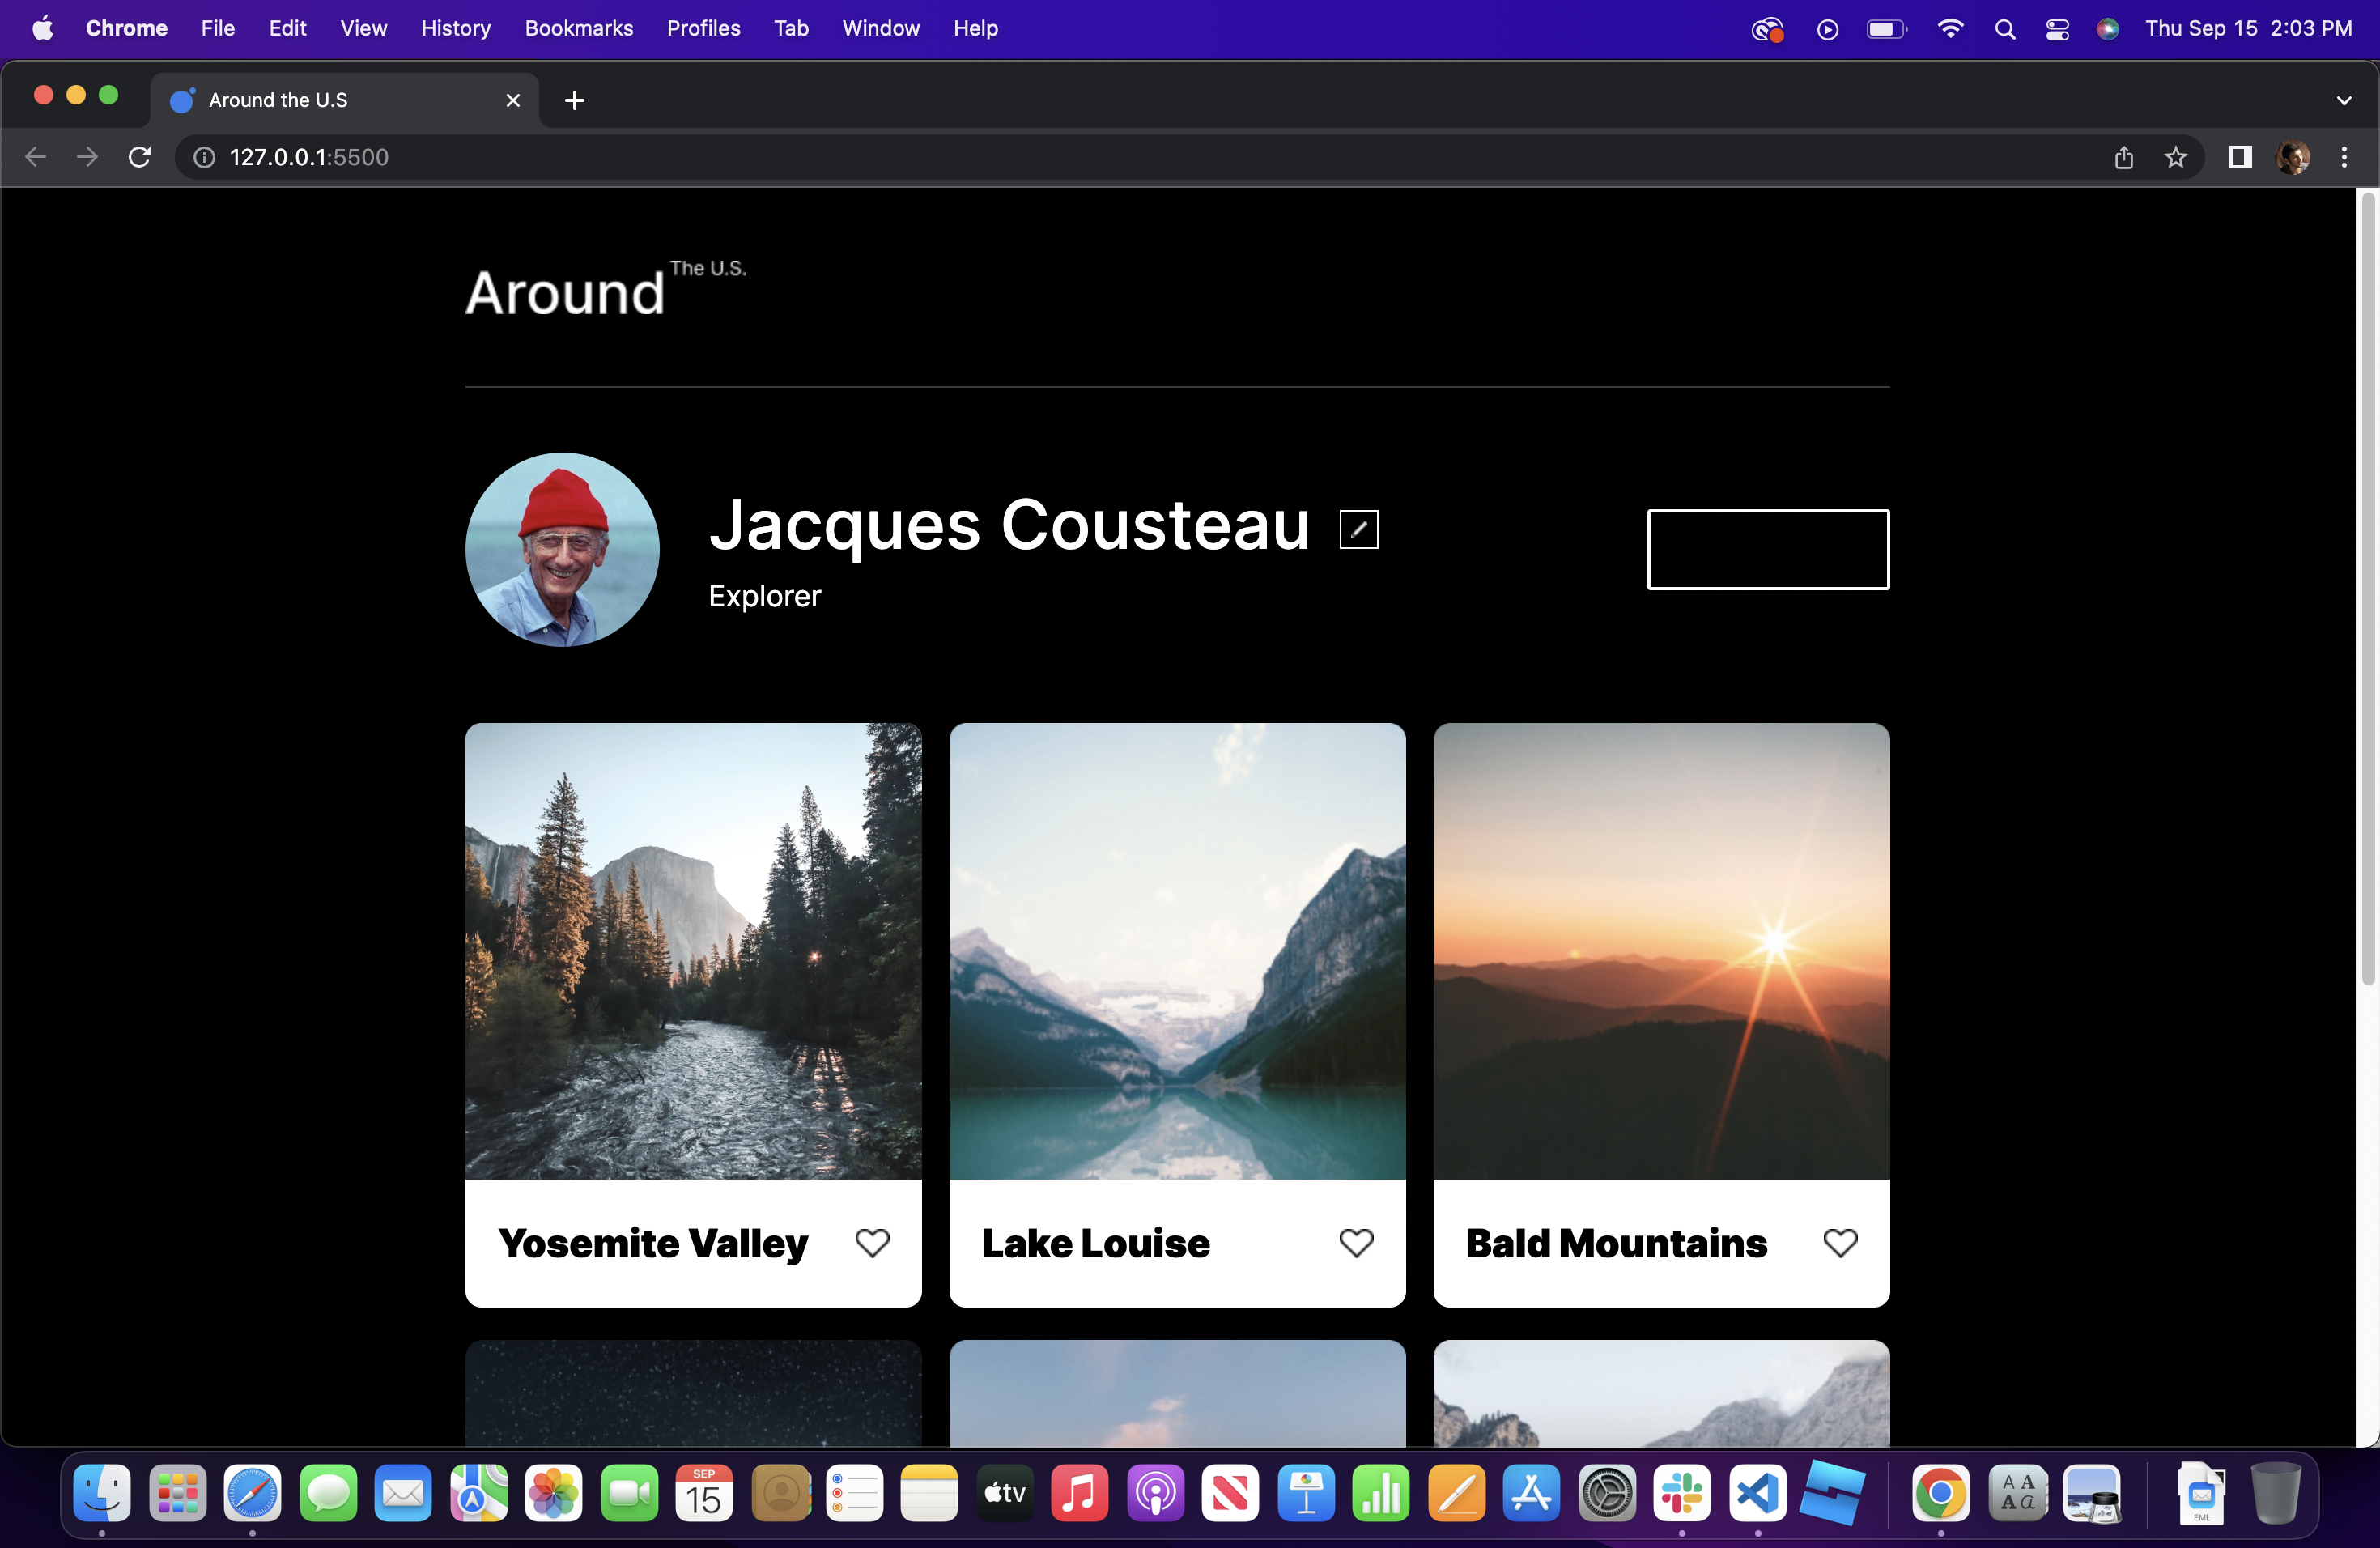 Chrome File Edit View History Bookmarks Profiles Tab Window Help Thu Sep 15 2:03 PM
Around the U.S
127.0.0.1:5500
Around The U.S.
Jacques Cousteau
Explorer
Yosemite Valley
Lake Louise
Bald Mountains
SEP
15
tv
A A
A a
EML